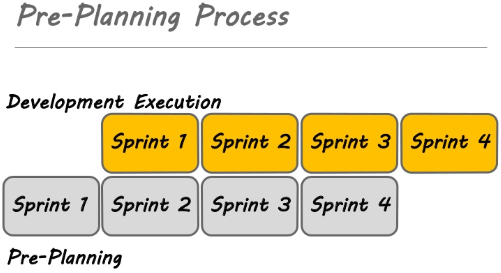 Pre-Planning Process
Development Execution
Sprint 1 Sprint 2 Sprint 3 Sprint 4
Sprint 1 Sprint 2 Sprint 3 Sprint 4
Pre-Planning